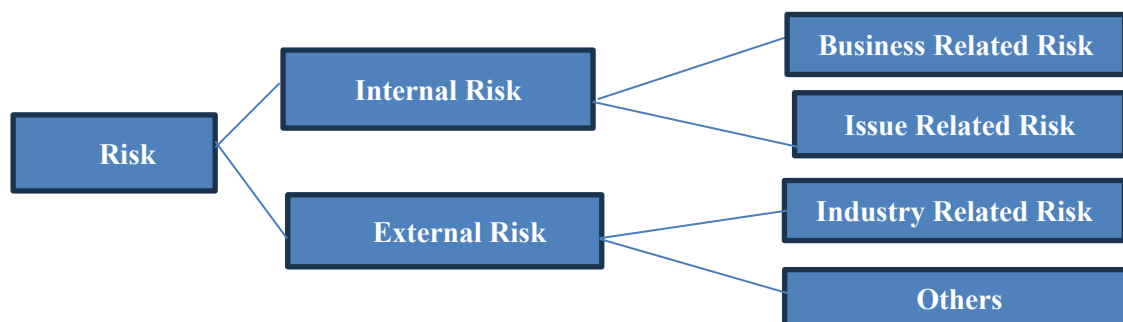 Risk
Internal Risk
External Risk
Business Related Risk
Issue Related Risk
Industry Related Risk
Others